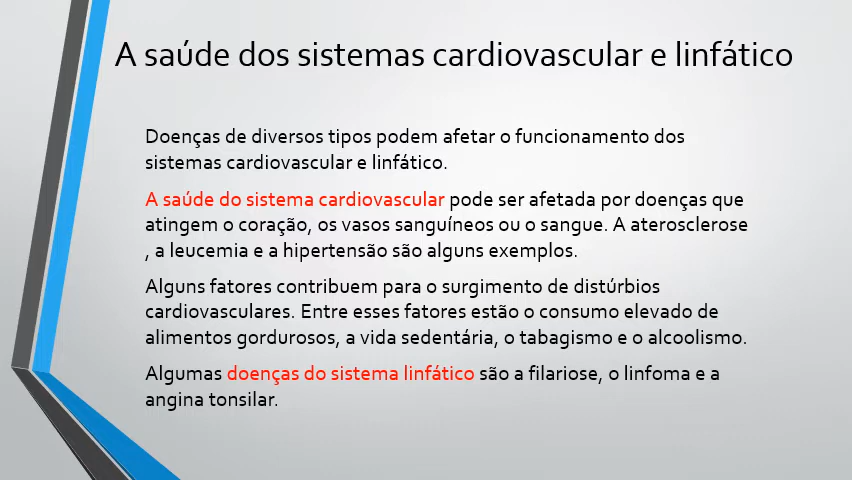 A saúde dos sistemas cardiovascular e linfático
Doenças de diversos tipos podem afetar o funcionamento dos
sistemas cardiovascular e linfático.
A saúde do sistema cardiovascular pode ser afetada por doenças que
atingem o coração, os vasos sanguíneos ou o sangue. A aterosclerose
, a leucemia e a hipertensão são alguns exemplos.
Alguns fatores contribuem para o surgimento de distúrbios
cardiovasculares. Entre esses fatores estão o consumo elevado de
alimentos gordurosos, a vida sedentária, o tabagismo e o alcoolismo.
Algumas doenças do sistema linfático são a filariose, o linfoma e a
angina tonsilar.